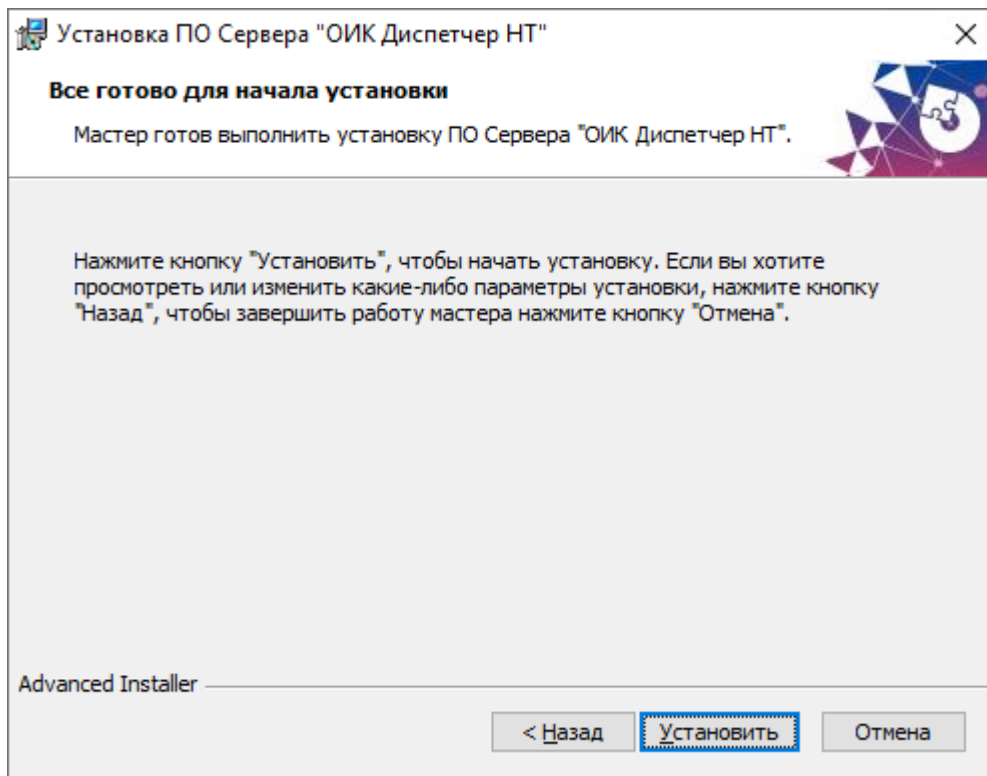 Установка ПО Сервера "ОИК Диспетчер НТ"
Все готово для начала установки
Мастер готов выполнить установку ПО Сервера "ОИК Диспетчер НТ".
Нажмите кнопку "Установить", чтобы начать установку. Если вы хотите
просмотреть или изменить какие-либо параметры установки, нажмите кнопку
"Назад", чтобы завершить работу мастера нажмите кнопку "Отмена".
Advanced Installer
< Назад
Установить
Отмена